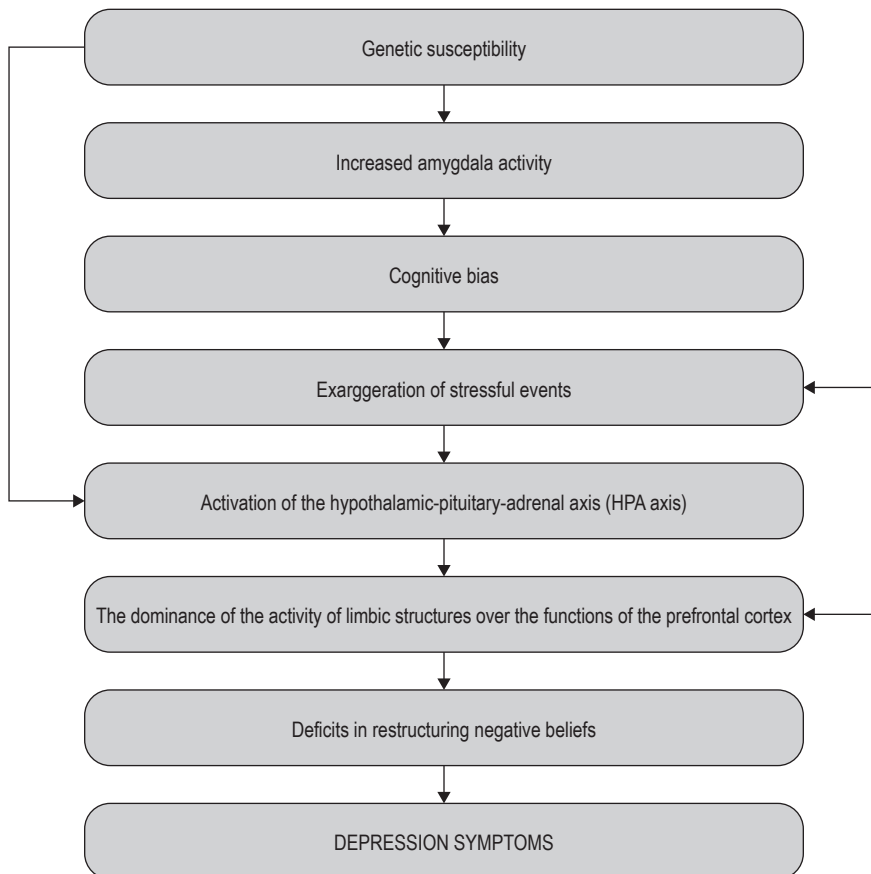 Genetic susceptibility
Increased amygdala activity
Cognitive bias
Exarggeration of stressful events
Activation of the hypothalamic-pituitary-adrenal axis (HPA axis)
The dominance of the activity of limbic structures over the functions of the prefrontal cortex
Deficits in restructuring negative beliefs
DEPRESSION SYMPTOMS